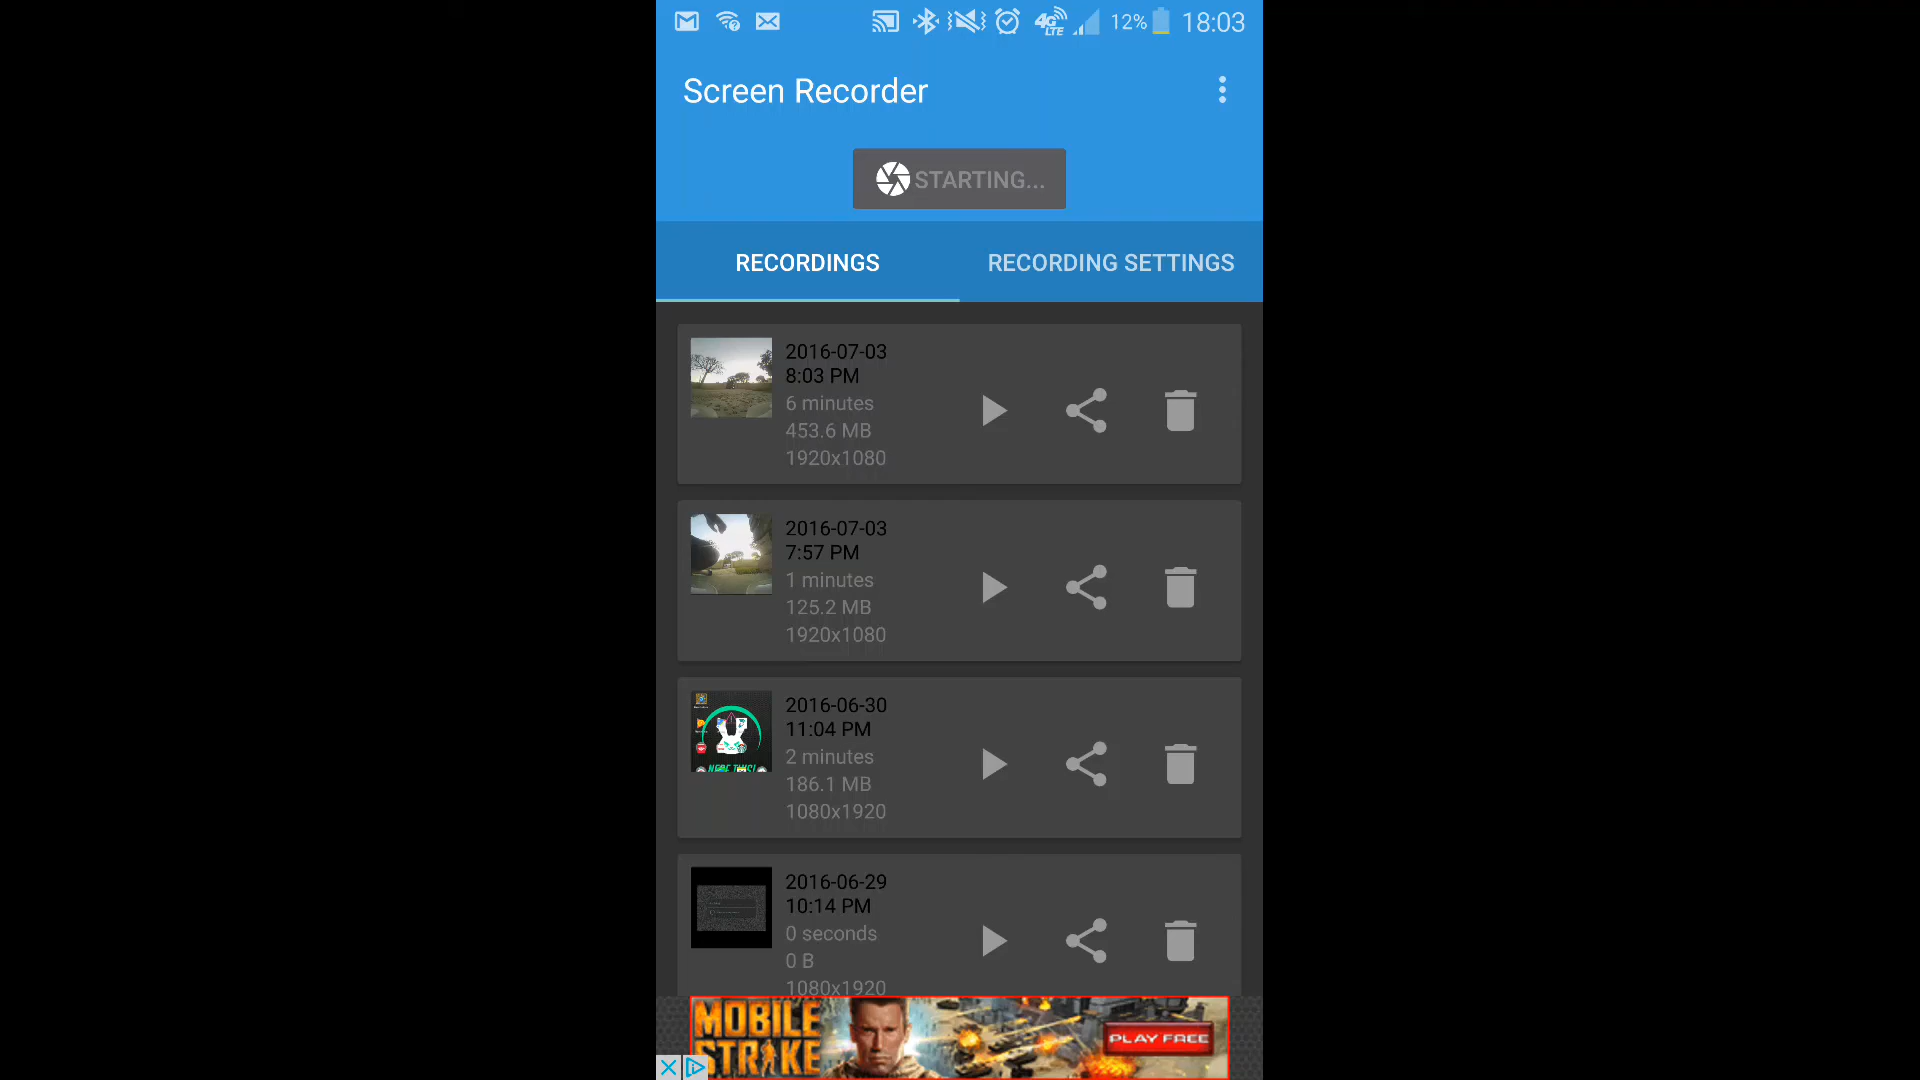 4G LTE 12% 18:03
Screen Recorder
STARTING...
RECORDINGS
RECORDING SETTINGS
2016-07-03
8:03 PM
6 minutes
453.6 MB
1920x1080
2016-07-03
7:57 PM
1 minutes
125.2 MB
1920x1080
2016-06-30
11:04 PM
2 minutes
186.1 MB
1080x1920
2016-06-29
10:14 PM
0 seconds
0 B
1080x1920
MOBILE
STRIKE
PLAY FREE